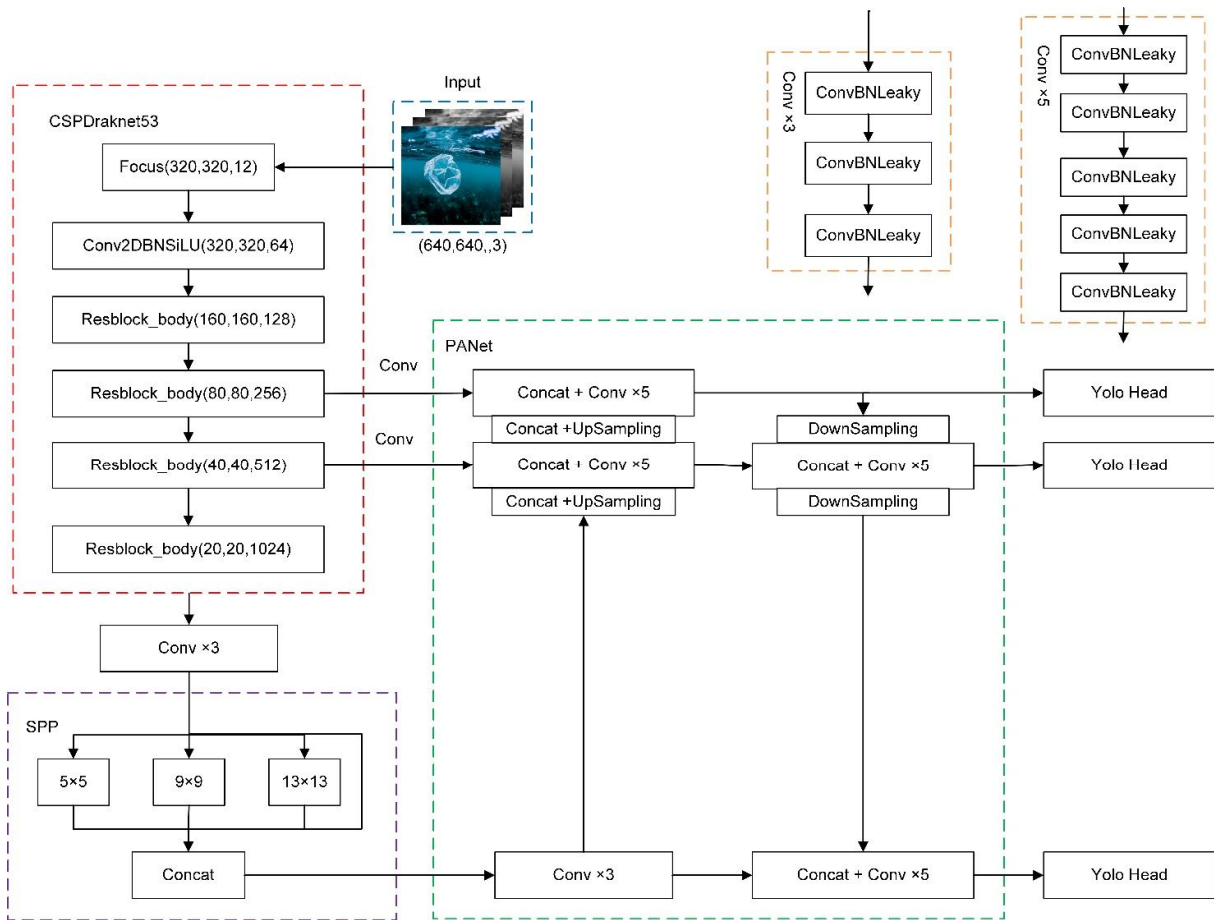 Input
(640,640,,3)
CSPDraknet53
Focus(320,320,12)
Conv2DBNSiLU(320,320,64)
Resblock_body(160,160,128)
Resblock_body(80,80,256)
Resblock_body(40,40,512)
Resblock_body(20,20,1024)
Conv ×3
SPP
5×5
9×9
13×13
Concat
Conv
Conv
PANet
Concat + Conv ×5
Concat +UpSampling
Concat + Conv ×5
Concat +UpSampling
Conv ×3
DownSampling
Concat + Conv ×5
DownSampling
Concat + Conv ×5
Yolo Head
Yolo Head
Yolo Head
Conv ×3
ConvBNLeaky
ConvBNLeaky
ConvBNLeaky
Conv ×5
ConvBNLeaky
ConvBNLeaky
ConvBNLeaky
ConvBNLeaky
ConvBNLeaky